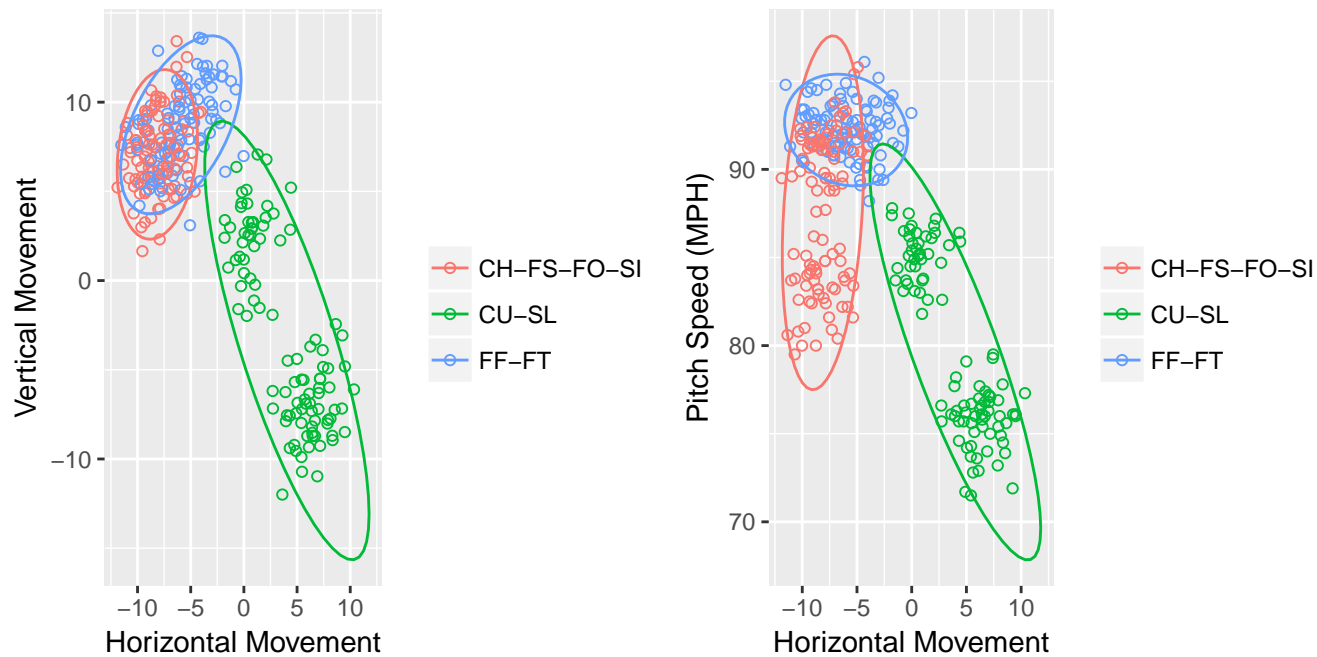 10
0
−10
−10 −5 0 5 10
Vertical Movement
Horizontal Movement
CH−FS−FO−SI
CU−SL
FF−FT
90
80
70
−10 −5 0 5 10
Pitch Speed (MPH)
Horizontal Movement
CH−FS−FO−SI
CU−SL
FF−FT